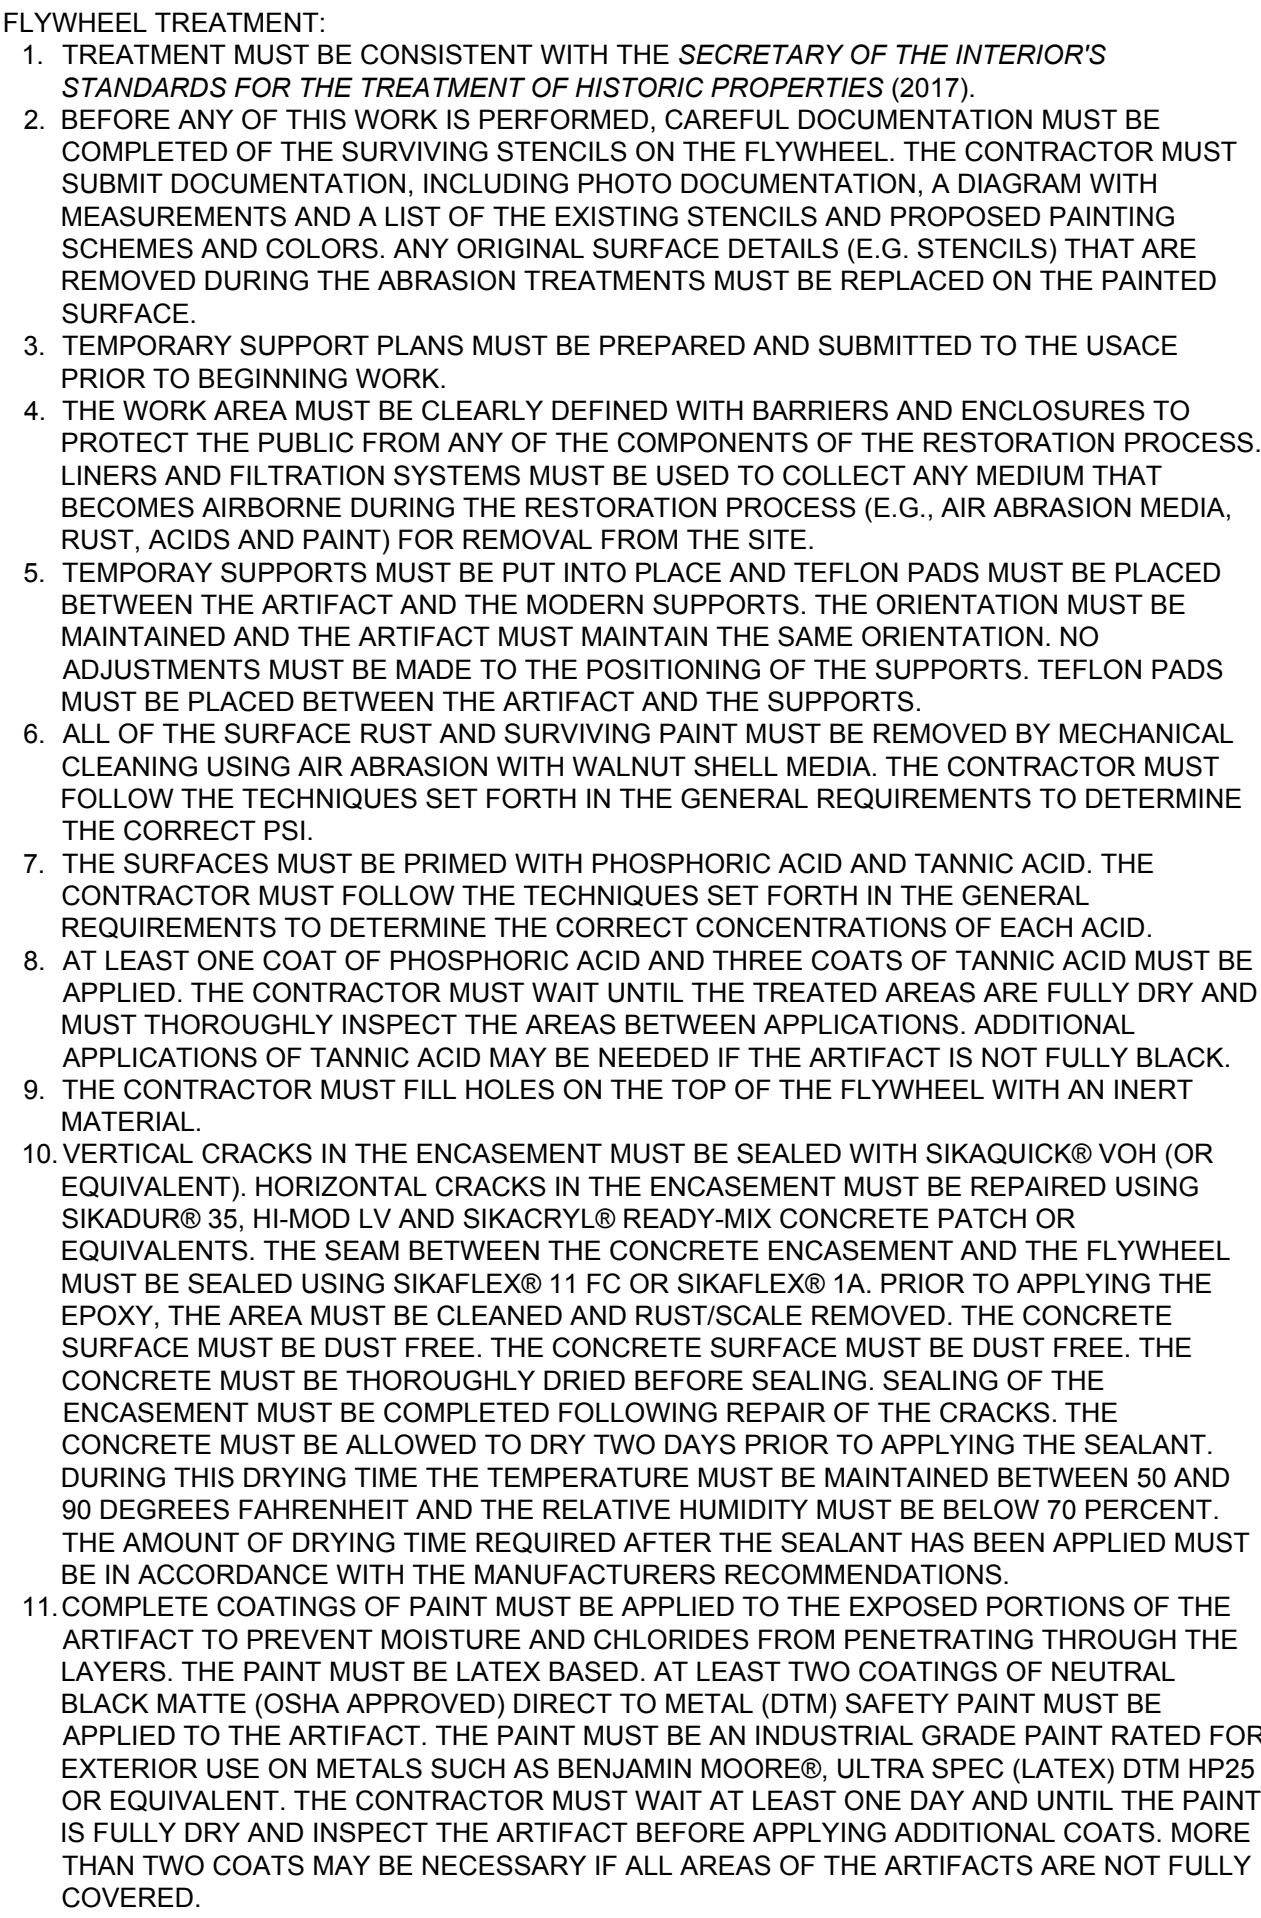 FLYWHEEL TREATMENT:
1. TREATMENT MUST BE CONSISTENT WITH THE SECRETARY OF THE INTERIOR'S
STANDARDS FOR THE TREATMENT OF HISTORIC PROPERTIES (2017).
2. BEFORE ANY OF THIS WORK IS PERFORMED, CAREFUL DOCUMENTATION MUST BE
COMPLETED OF THE SURVIVING STENCILS ON THE FLYWHEEL. THE CONTRACTOR MUST
SUBMIT DOCUMENTATION, INCLUDING PHOTO DOCUMENTATION, A DIAGRAM WITH
MEASUREMENTS AND A LIST OF THE EXISTING STENCILS AND PROPOSED PAINTING
SCHEMES AND COLORS. ANY ORIGINAL SURFACE DETAILS (E.G. STENCILS) THAT ARE
REMOVED DURING THE ABRASION TREATMENTS MUST BE REPLACED ON THE PAINTED
SURFACE.
3. TEMPORARY SUPPORT PLANS MUST BE PREPARED AND SUBMITTED TO THE USACE
PRIOR TO BEGINNING WORK.
4. THE WORK AREA MUST BE CLEARLY DEFINED WITH BARRIERS AND ENCLOSURES TO
PROTECT THE PUBLIC FROM ANY OF THE COMPONENTS OF THE RESTORATION PROCESS.
LINERS AND FILTRATION SYSTEMS MUST BE USED TO COLLECT ANY MEDIUM THAT
BECOMES AIRBORNE DURING THE RESTORATION PROCESS (E.G., AIR ABRASION MEDIA,
RUST, ACIDS AND PAINT) FOR REMOVAL FROM THE SITE.
5. TEMPORAY SUPPORTS MUST BE PUT INTO PLACE AND TEFLON PADS MUST BE PLACED
BETWEEN THE ARTIFACT AND THE MODERN SUPPORTS. THE ORIENTATION MUST BE
MAINTAINED AND THE ARTIFACT MUST MAINTAIN THE SAME ORIENTATION. NO
ADJUSTMENTS MUST BE MADE TO THE POSITIONING OF THE SUPPORTS. TEFLON PADS
MUST BE PLACED BETWEEN THE ARTIFACT AND THE SUPPORTS.
6. ALL OF THE SURFACE RUST AND SURVIVING PAINT MUST BE REMOVED BY MECHANICAL
CLEANING USING AIR ABRASION WITH WALNUT SHELL MEDIA. THE CONTRACTOR MUST
FOLLOW THE TECHNIQUES SET FORTH IN THE GENERAL REQUIREMENTS TO DETERMINE
THE CORRECT PSI.
7. THE SURFACES MUST BE PRIMED WITH PHOSPHORIC ACID AND TANNIC ACID. THE
CONTRACTOR MUST FOLLOW THE TECHNIQUES SET FORTH IN THE GENERAL
REQUIREMENTS TO DETERMINE THE CORRECT CONCENTRATIONS OF EACH ACID.
8. AT LEAST ONE COAT OF PHOSPHORIC ACID AND THREE COATS OF TANNIC ACID MUST BE
APPLIED. THE CONTRACTOR MUST WAIT UNTIL THE TREATED AREAS ARE FULLY DRY AND
MUST THOROUGHLY INSPECT THE AREAS BETWEEN APPLICATIONS. ADDITIONAL
APPLICATIONS OF TANNIC ACID MAY BE NEEDED IF THE ARTIFACT IS NOT FULLY BLACK.
9. THE CONTRACTOR MUST FILL HOLES ON THE TOP OF THE FLYWHEEL WITH AN INERT
MATERIAL.
10. VERTICAL CRACKS IN THE ENCASEMENT MUST BE SEALED WITH SIKAQUICK® VOH (OR
EQUIVALENT). HORIZONTAL CRACKS IN THE ENCASEMENT MUST BE REPAIRED USING
SIKADUR® 35, HI-MOD LV AND SIKACRYL® READY-MIX CONCRETE PATCH OR
EQUIVALENTS. THE SEAM BETWEEN THE CONCRETE ENCASEMENT AND THE FLYWHEEL
MUST BE SEALED USING SIKAFLEX® 11 FC OR SIKAFLEX® 1A. PRIOR TO APPLYING THE
EPOXY, THE AREA MUST BE CLEANED AND RUST/SCALE REMOVED. THE CONCRETE
SURFACE MUST BE DUST FREE. THE CONCRETE SURFACE MUST BE DUST FREE. THE
CONCRETE MUST BE THOROUGHLY DRIED BEFORE SEALING. SEALING OF THE
ENCASEMENT MUST BE COMPLETED FOLLOWING REPAIR OF THE CRACKS. THE
CONCRETE MUST BE ALLOWED TO DRY TWO DAYS PRIOR TO APPLYING THE SEALANT.
DURING THIS DRYING TIME THE TEMPERATURE MUST BE MAINTAINED BETWEEN 50 AND
90 DEGREES FAHRENHEIT AND THE RELATIVE HUMIDITY MUST BE BELOW 70 PERCENT.
THE AMOUNT OF DRYING TIME REQUIRED AFTER THE SEALANT HAS BEEN APPLIED MUST
BE IN ACCORDANCE WITH THE MANUFACTURERS RECOMMENDATIONS.
11. COMPLETE COATINGS OF PAINT MUST BE APPLIED TO THE EXPOSED PORTIONS OF THE
ARTIFACT TO PREVENT MOISTURE AND CHLORIDES FROM PENETRATING THROUGH THE
LAYERS. THE PAINT MUST BE LATEX BASED. AT LEAST TWO COATINGS OF NEUTRAL
BLACK MATTE (OSHA APPROVED) DIRECT TO METAL (DTM) SAFETY PAINT MUST BE
APPLIED TO THE ARTIFACT. THE PAINT MUST BE AN INDUSTRIAL GRADE PAINT RATED FOR
EXTERIOR USE ON METALS SUCH AS BENJAMIN MOORE®, ULTRA SPEC (LATEX) DTM HP25
OR EQUIVALENT. THE CONTRACTOR MUST WAIT AT LEAST ONE DAY AND UNTIL THE PAINT
IS FULLY DRY AND INSPECT THE ARTIFACT BEFORE APPLYING ADDITIONAL COATS. MORE
THAN TWO COATS MAY BE NECESSARY IF ALL AREAS OF THE ARTIFACTS ARE NOT FULLY
COVERED.